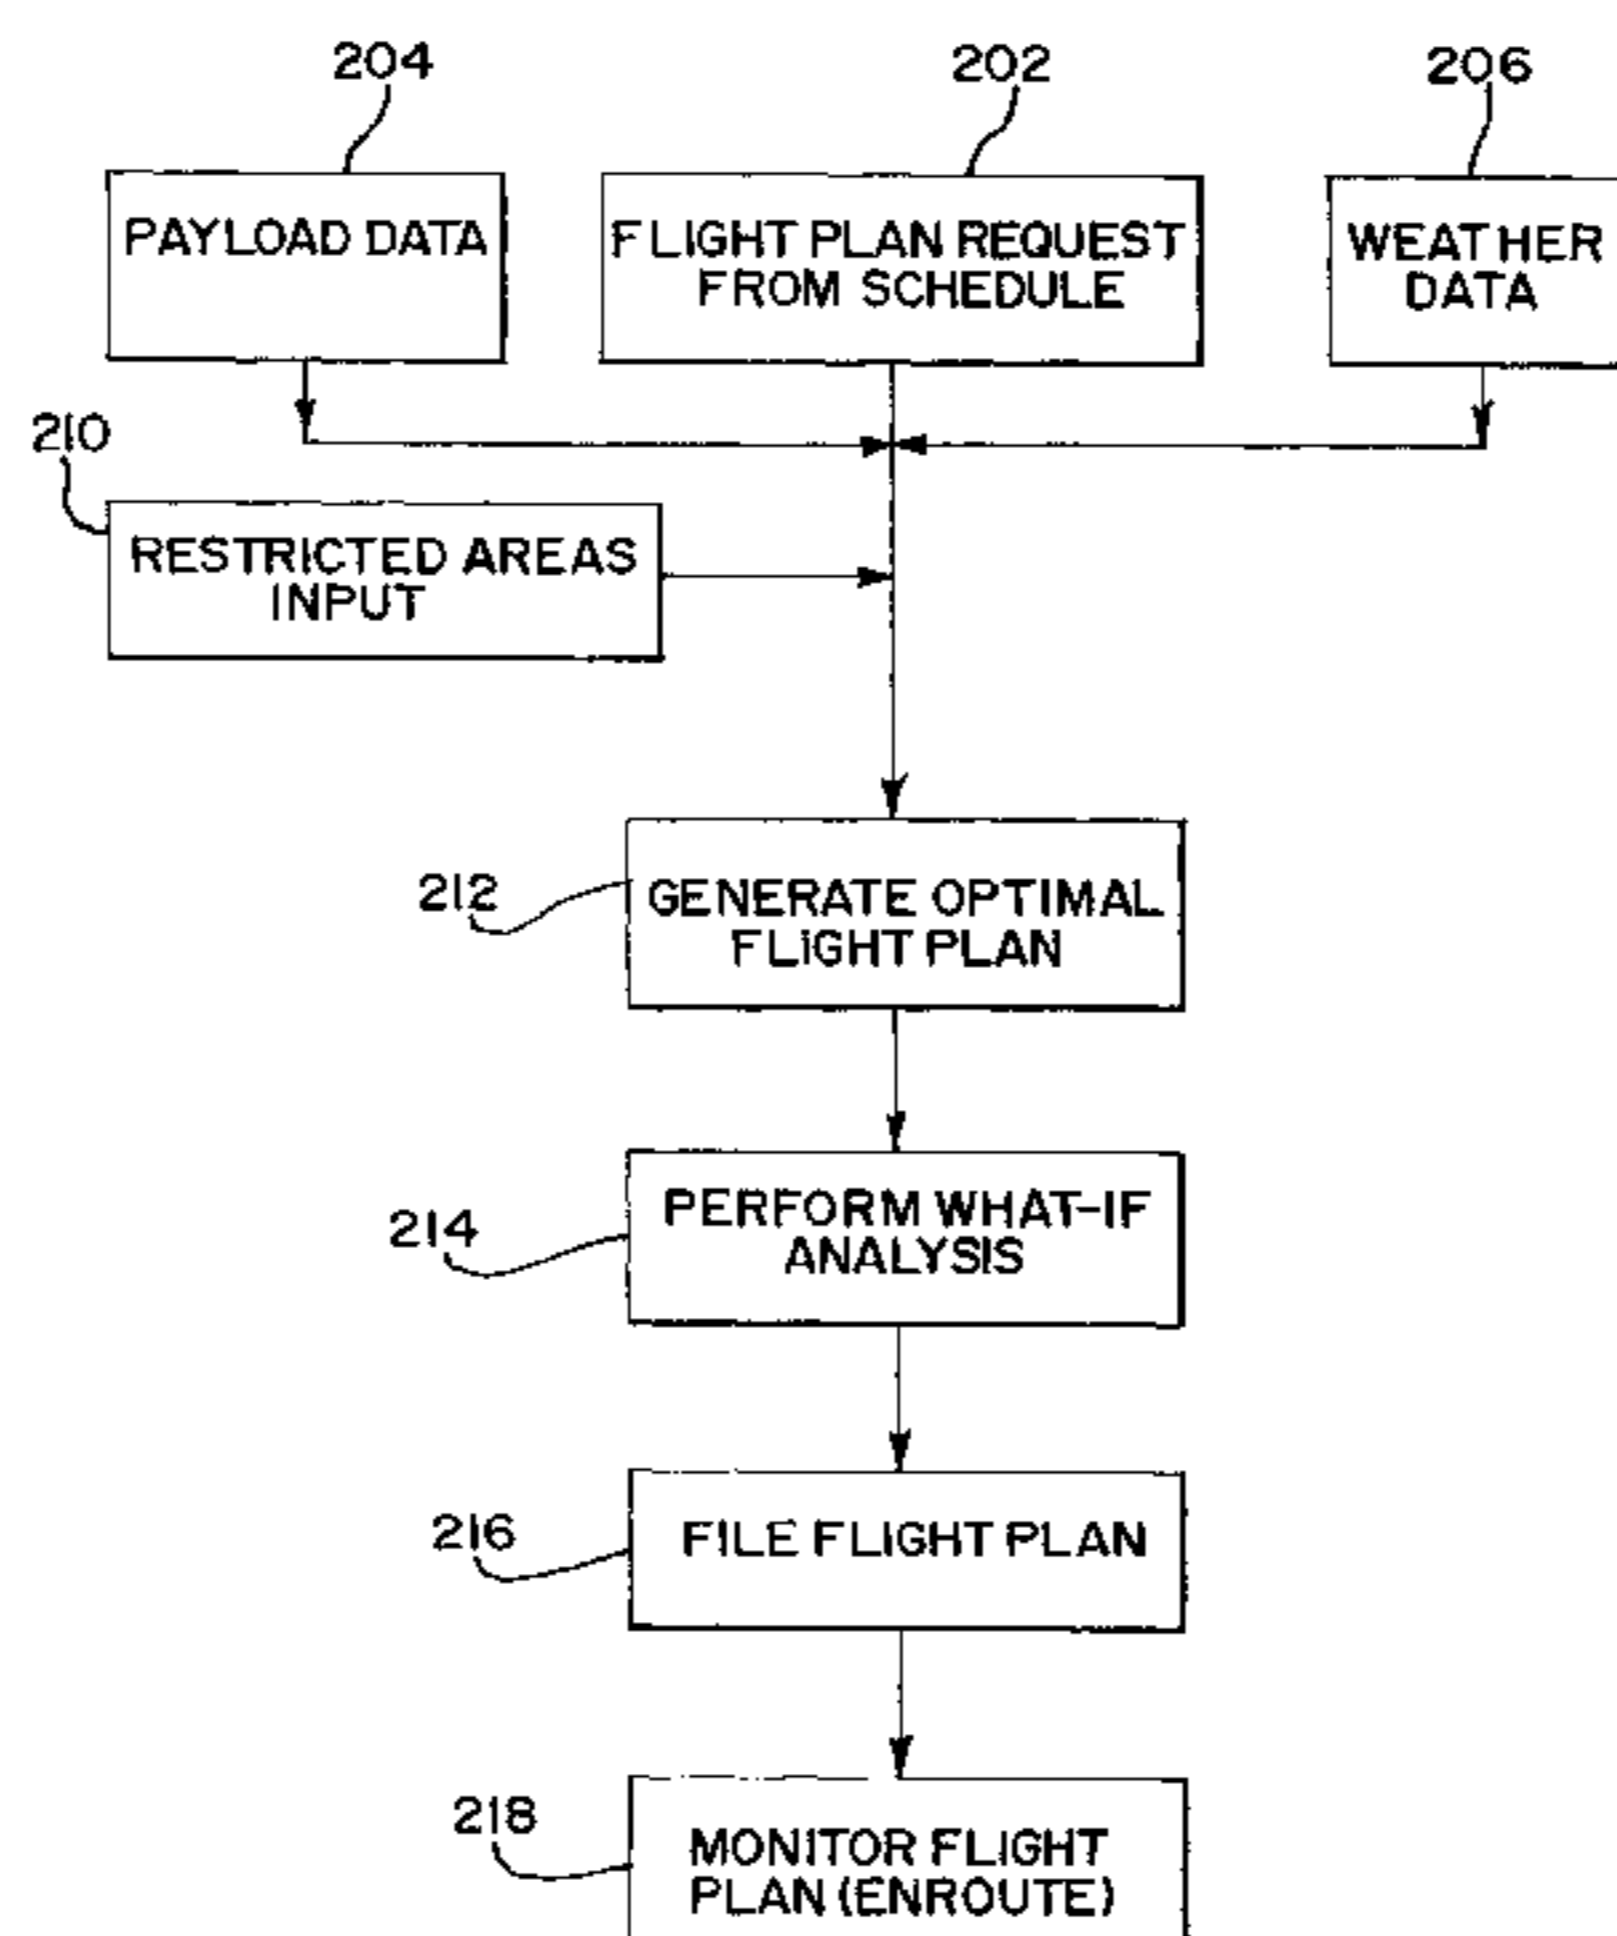 204
202
206
PAYLOAD DATA
FLIGHT PLAN REQUEST
FROM SCHEDULE
WEATHER
DATA
210
RESTRICTED AREAS
INPUT
212
GENERATE OPTIMAL
FLIGHT PLAN
214
PERFORM WHAT-IF
ANALYSIS
216
FILE FLIGHT PLAN
218
MONITOR FLIGHT
PLAN (ENROUTE)